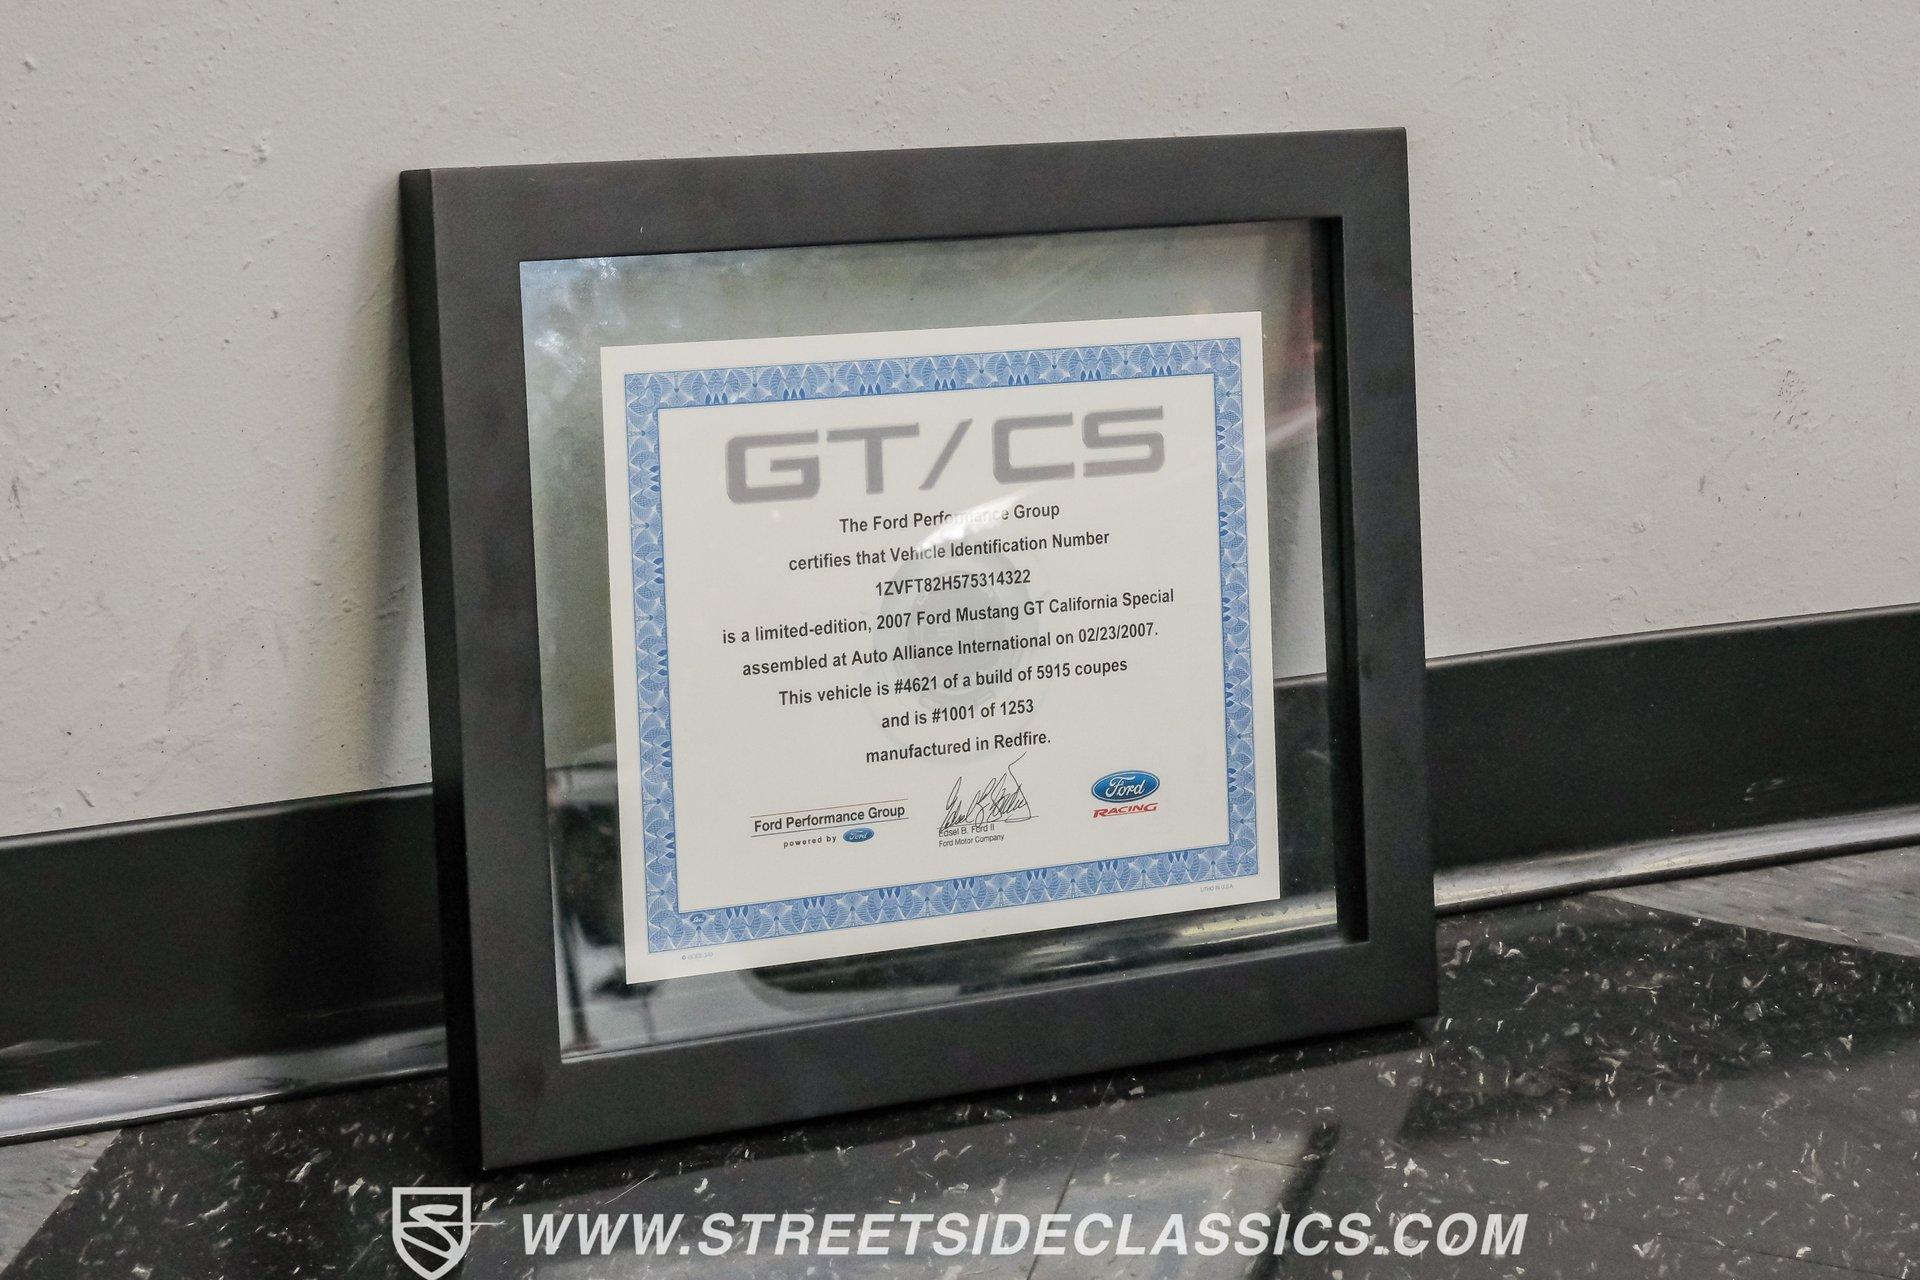 GT/CS
The Ford Performance Group
certifies that Vehicle Identification Number
1ZVFT82H575314322
is a limited-edition, 2007 Ford Mustang GT California Special
assembled at Auto Alliance International on 02/23/2007.
This vehicle is #4621 of a build of 5915 coupes
and is #1001 of 1253
manufactured in Redfire.
Ford Performance Group
powered by Ford
Edsel B. Ford II
Ford Motor Company
Ford
RACING
LITHO IN U.S.A.
WWW.STREETSIDECLASSICS.COM